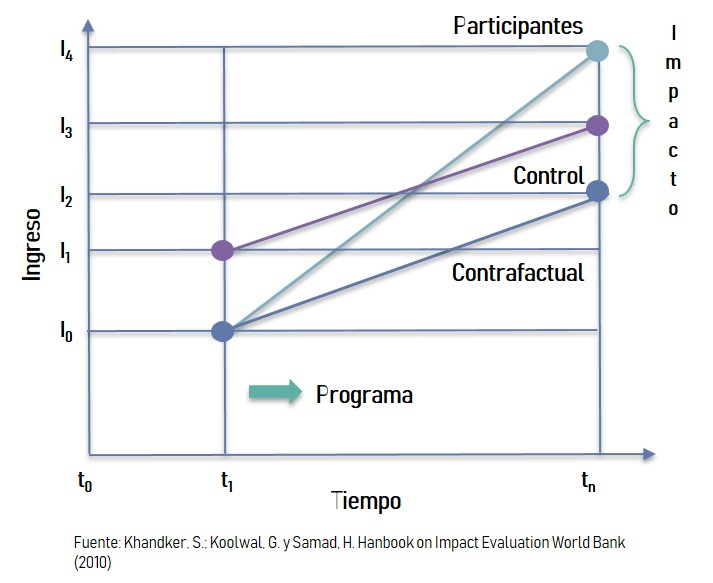 Participantes
I4
I3
I2
I1
I0
Impacto
Control
Contrafactual
Ingreso
Programa
t0
t1
tn
Tiempo
Fuente: Khandker, S.; Koolwal, G. y Samad, H. Hanbook on Impact Evaluation World Bank
(2010)